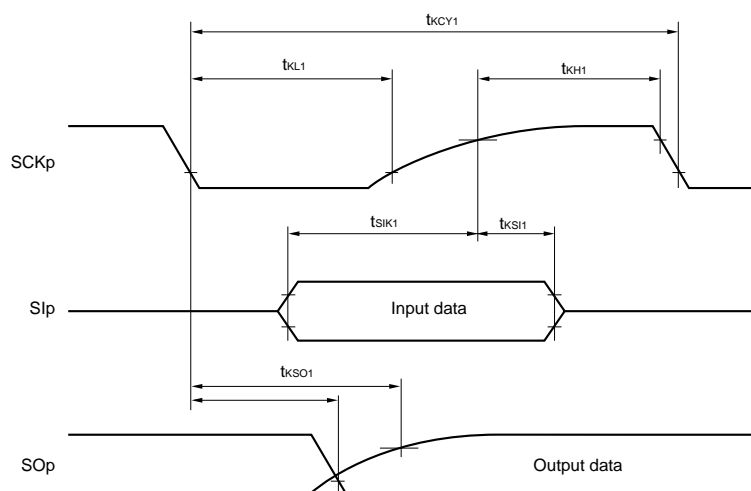 tKCY1
tKL1
tKH1
SCKp
tSIK1
tKSI1
SIp
Input data
tKSO1
SOp
Output data